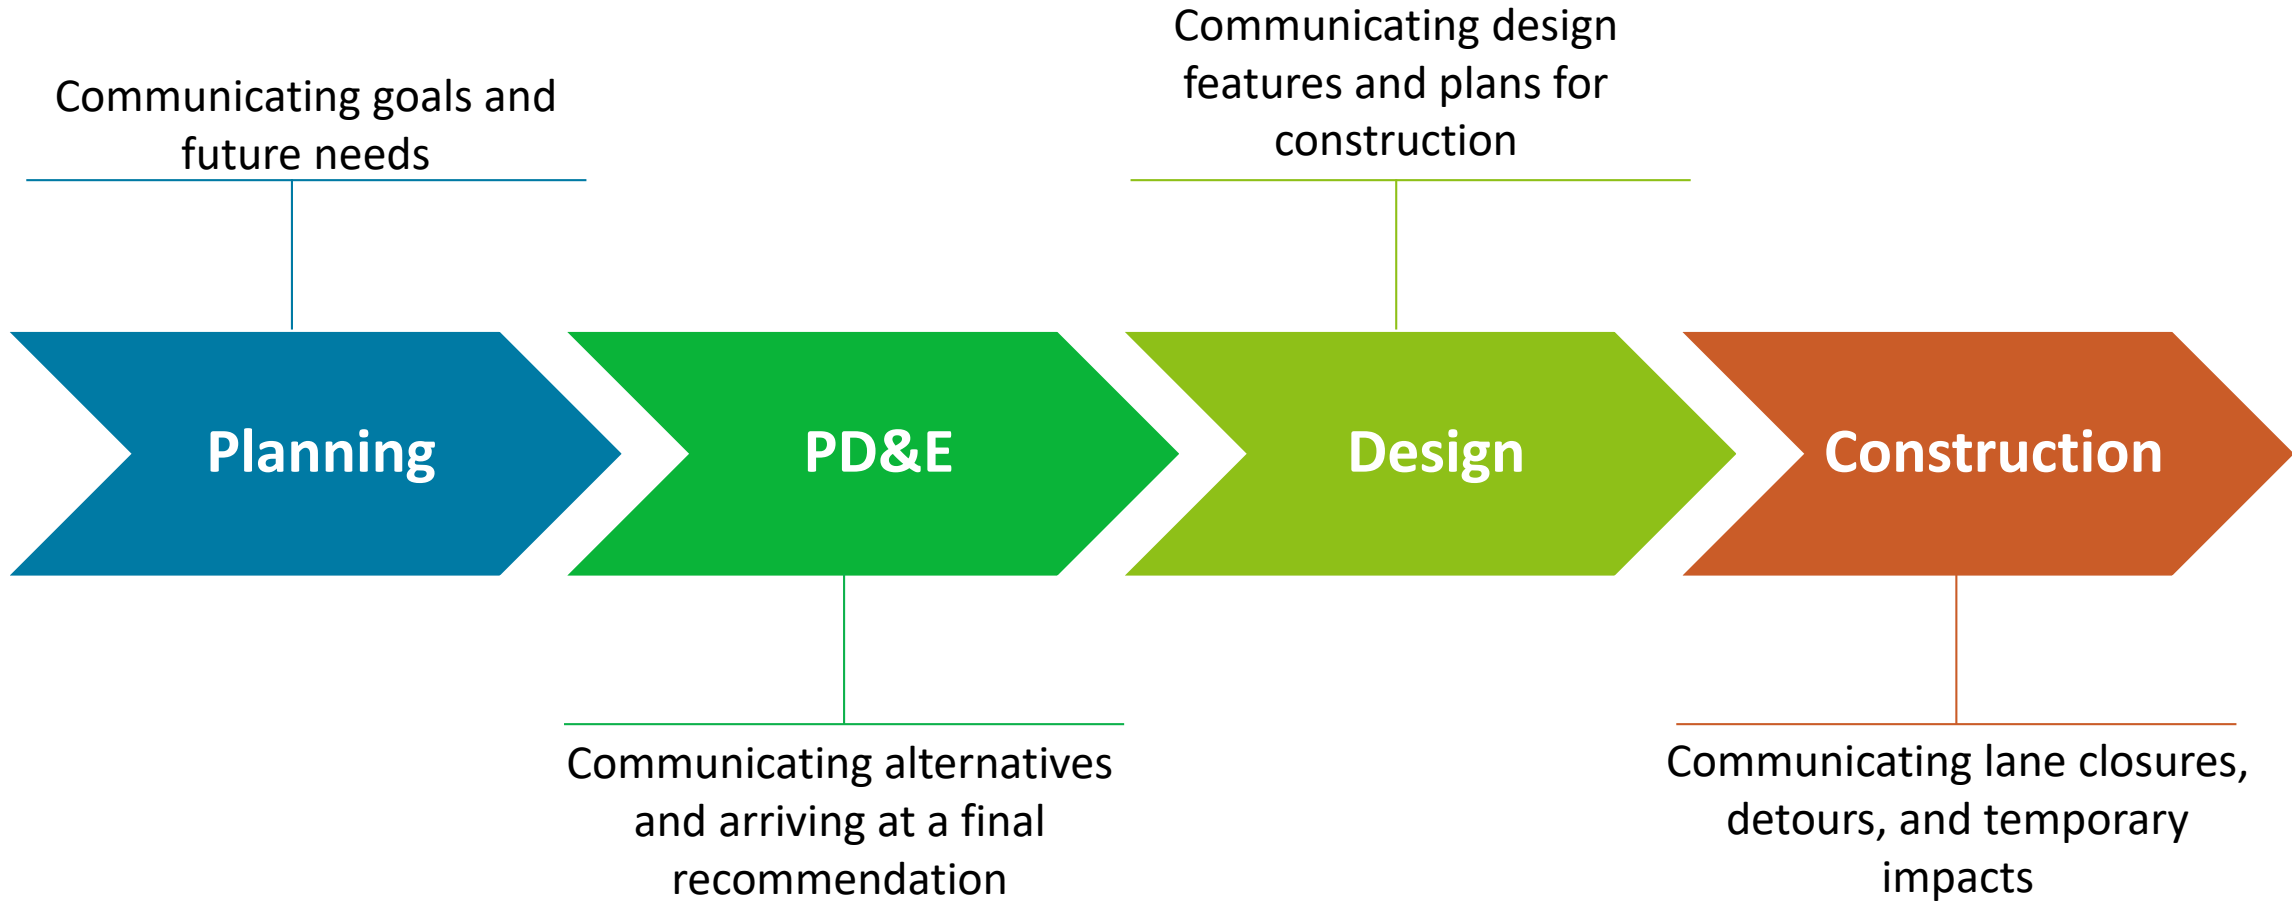 Communicating goals and
future needs
Communicating design
features and plans for
construction
Planning
PD&E
Design
Construction
Communicating alternatives
and arriving at a final
recommendation
Communicating lane closures,
detours, and temporary
impacts